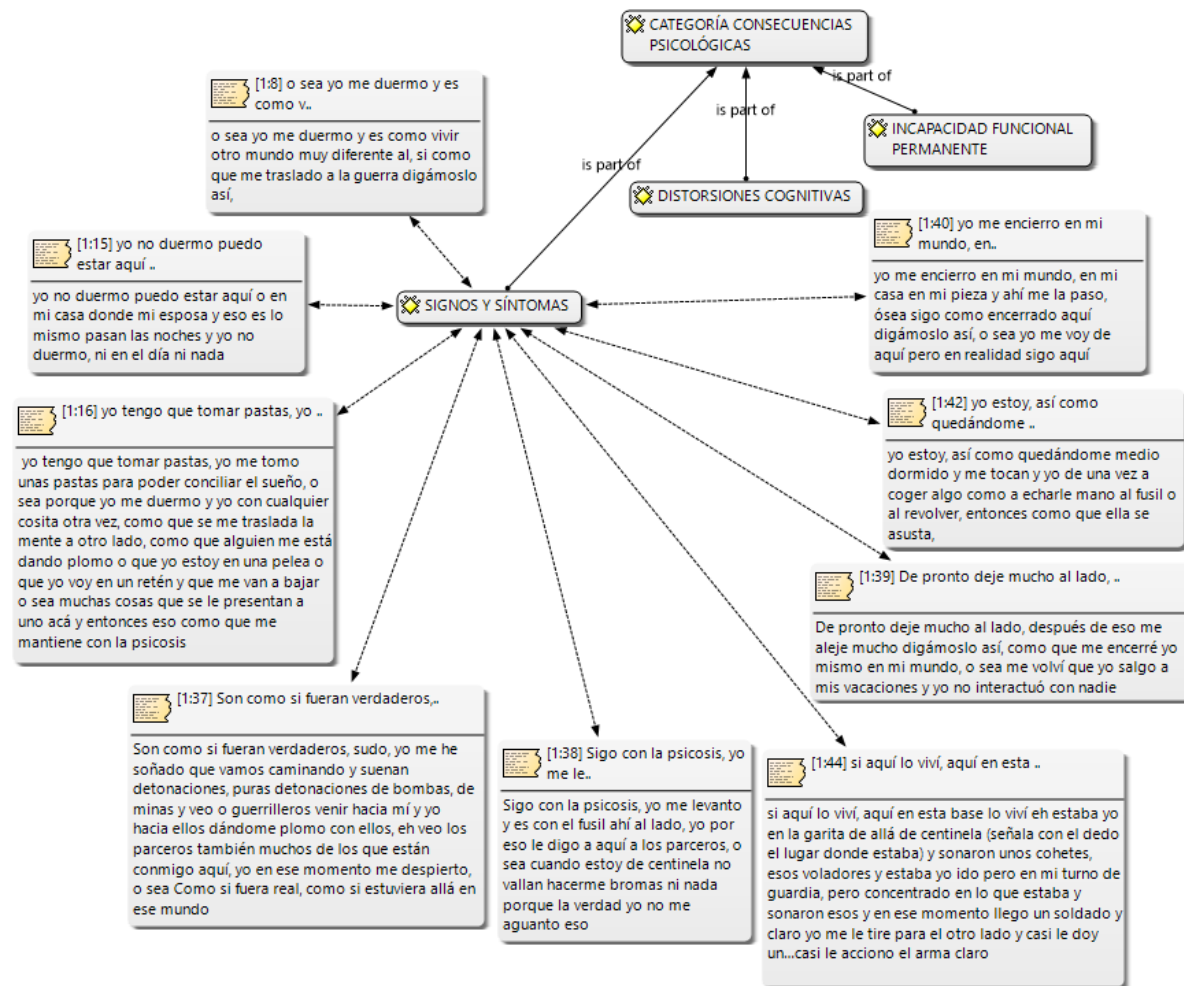 CATEGORÍA CONSECUENCIAS
PSICOLÓGICAS
is part of
is part of
is part of
INCAPACIDAD FUNCIONAL
PERMANENTE
DISTORSIONES COGNITIVAS
SIGNOS Y SÍNTOMAS
[1:8] o sea yo me duermo y es
como v..
o sea yo me duermo y es como vivir
otro mundo muy diferente al, si como
que me traslado a la guerra digámoslo
así,
[1:15] yo no duermo puedo
estar aquí ..
yo no duermo puedo estar aquí o en
mi casa donde mi esposa y eso es lo
mismo pasan las noches y yo no
duermo, ni en el día ni nada
[1:16] yo tengo que tomar pastas, yo ..
yo tengo que tomar pastas, yo me tomo
unas pastas para poder conciliar el sueño, o
sea porque yo me duermo y yo con cualquier
cosita otra vez, como que se me traslada la
mente a otro lado, como que alguien me está
dando plomo o que yo estoy en una pelea o
que yo voy en un retén y que me van a bajar
o sea muchas cosas que se le presentan a
uno acá y entonces eso como que me
mantiene con la psicosis
[1:37] Son como si fueran verdaderos,..
Son como si fueran verdaderos, sudo, yo me he
soñado que vamos caminando y suenan
detonaciones, puras detonaciones de bombas, de
minas y veo o guerrilleros venir hacia mí y yo
hacia ellos dándome plomo con ellos, eh veo los
parceros también muchos de los que están
conmigo aquí, yo en ese momento me despierto,
o sea Como si fuera real, como si estuviera allá en
ese mundo
[1:38] Sigo con la psicosis, yo
me le..
Sigo con la psicosis, yo me levanto
y es con el fusil ahí al lado, yo por
eso le digo a aquí a los parceros, o
sea cuando estoy de centinela no
vallan hacerme bromas ni nada
porque la verdad yo no me
aguanto eso
[1:44] si aquí lo viví, aquí en esta ..
si aquí lo viví, aquí en esta base lo viví eh estaba yo
en la garita de allá de centinela (señala con el dedo
el lugar donde estaba) y sonaron unos cohetes,
esos voladores y estaba yo ido pero en mi turno de
guardia, pero concentrado en lo que estaba y
sonaron esos y en ese momento llego un soldado y
claro yo me le tire para el otro lado y casi le doy
un...casi le acciono el arma claro
[1:39] De pronto deje mucho al lado, ..
De pronto deje mucho al lado, después de eso me
aleje mucho digámoslo así, como que me encerré yo
mismo en mi mundo, o sea me volví que yo salgo a
mis vacaciones y yo no interactuó con nadie
[1:42] yo estoy, así como
quedándome ..
yo estoy, así como quedándome medio
dormido y me tocan y yo de una vez a
coger algo como a echarle mano al fusil o
al revolver, entonces como que ella se
asusta,
[1:40] yo me encierro en mi
mundo, en..
yo me encierro en mi mundo, en mi
casa en mi pieza y ahí me la paso,
ósea sigo como encerrado aquí
digámoslo así, o sea yo me voy de
aquí pero en realidad sigo aquí